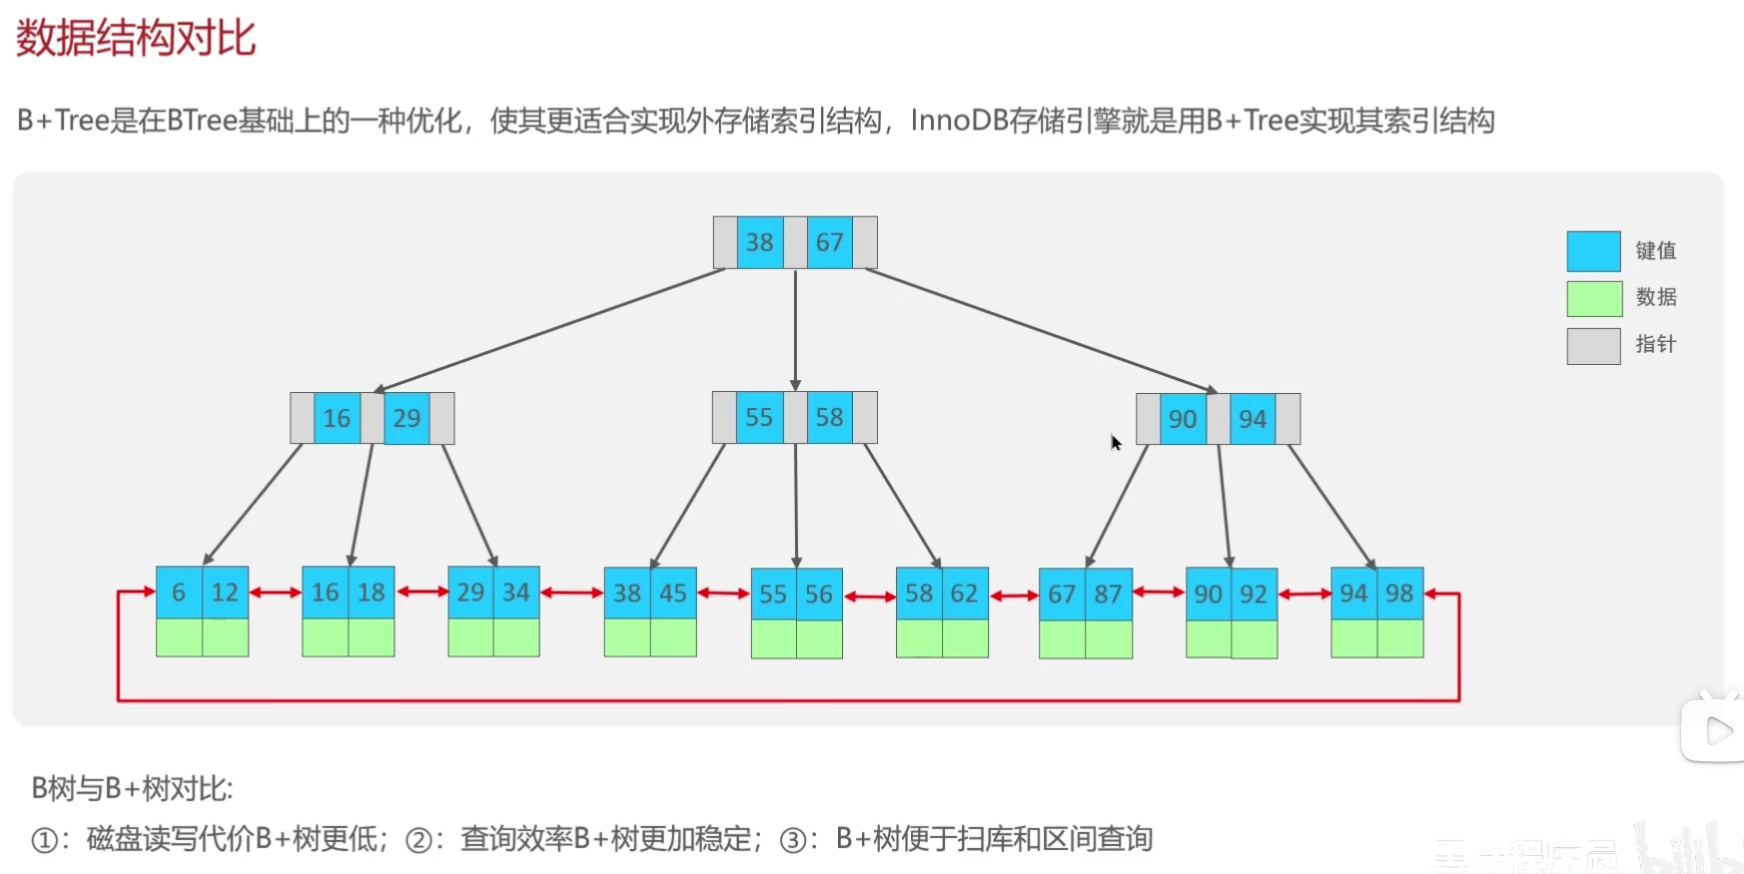 数据结构对比
B+Tree是在BTree基础上的一种优化，使其更适合实现外存储索引结构，InnoDB存储引擎就是用B+Tree实现其索引结构
38 67
键值
数据
指针
16 29
55 58
90 94
6 12 16 18 29 34 38 45 55 56 58 62 67 87 90 92 94 98
B树与B+树对比:
①：磁盘读写代价B+树更低；②：查询效率B+树更加稳定；③：B+树便于扫库和区间查询
程序员